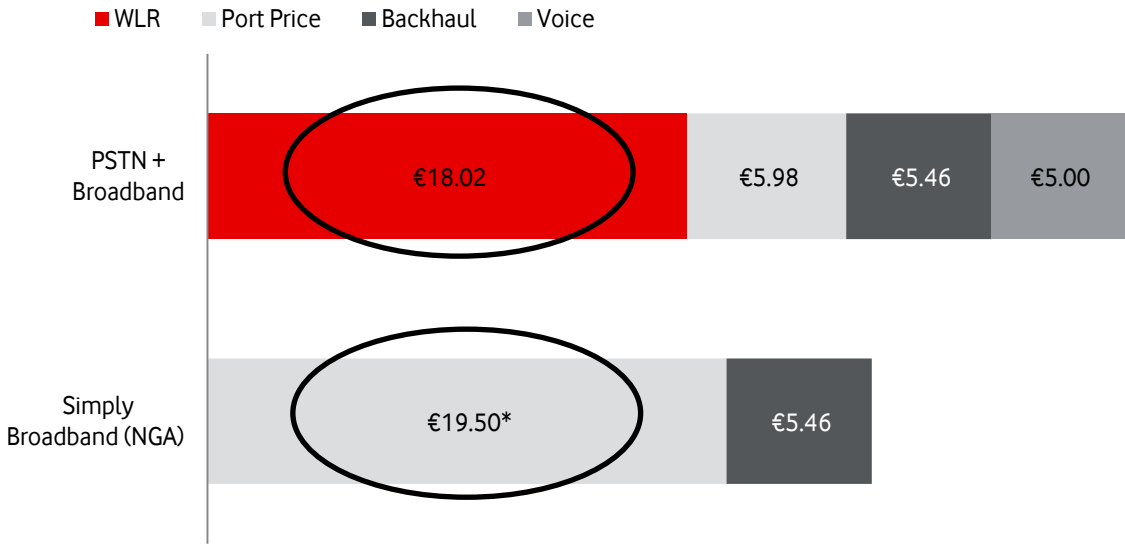 WLR Port Price Backhaul Voice
PSTN +
Broadband
€18.02 €5.98 €5.46 €5.00
Simply
Broadband (NGA)
€19.50* €5.46